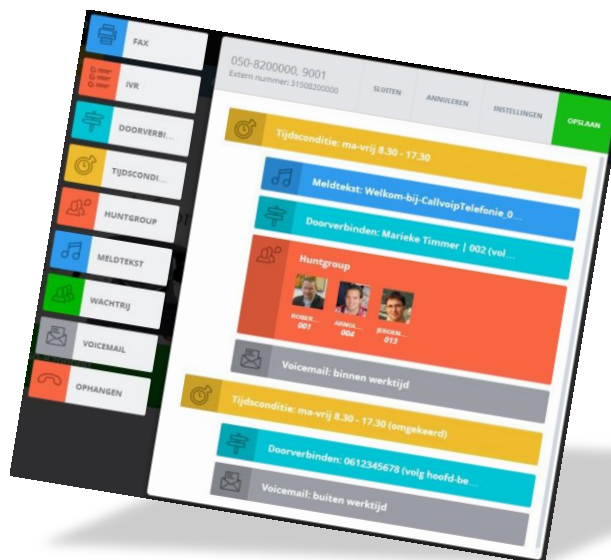 FAX
IVR
DOORVERBI...
TIJDSCONDI...
HUNTGROUP
MELDTEKST
WACHTRIJ
VOICEMAIL
OPHANGEN
050-8200000, 9001
Extern nummer: 31508200000
SLUITEN
ANNULEREN
INSTELLINGEN
OPSLAAN
Tijdsconditie: ma-vrij 8.30 - 17.30
Meldtekst: Welkom-bij-CallvoipTelefonie_0...
Doorverbinden: Marieke Timmer | 002 (vol...
Huntgroup
ROBER...
001
ARNOL...
004
JEROEN...
013
Voicemail: binnen werktijd
Tijdsconditie: ma-vrij 8.30 - 17.30 (omgekeerd)
Doorverbinden: 0612345678 (volg hoofd-be...
Voicemail: buiten werktijd